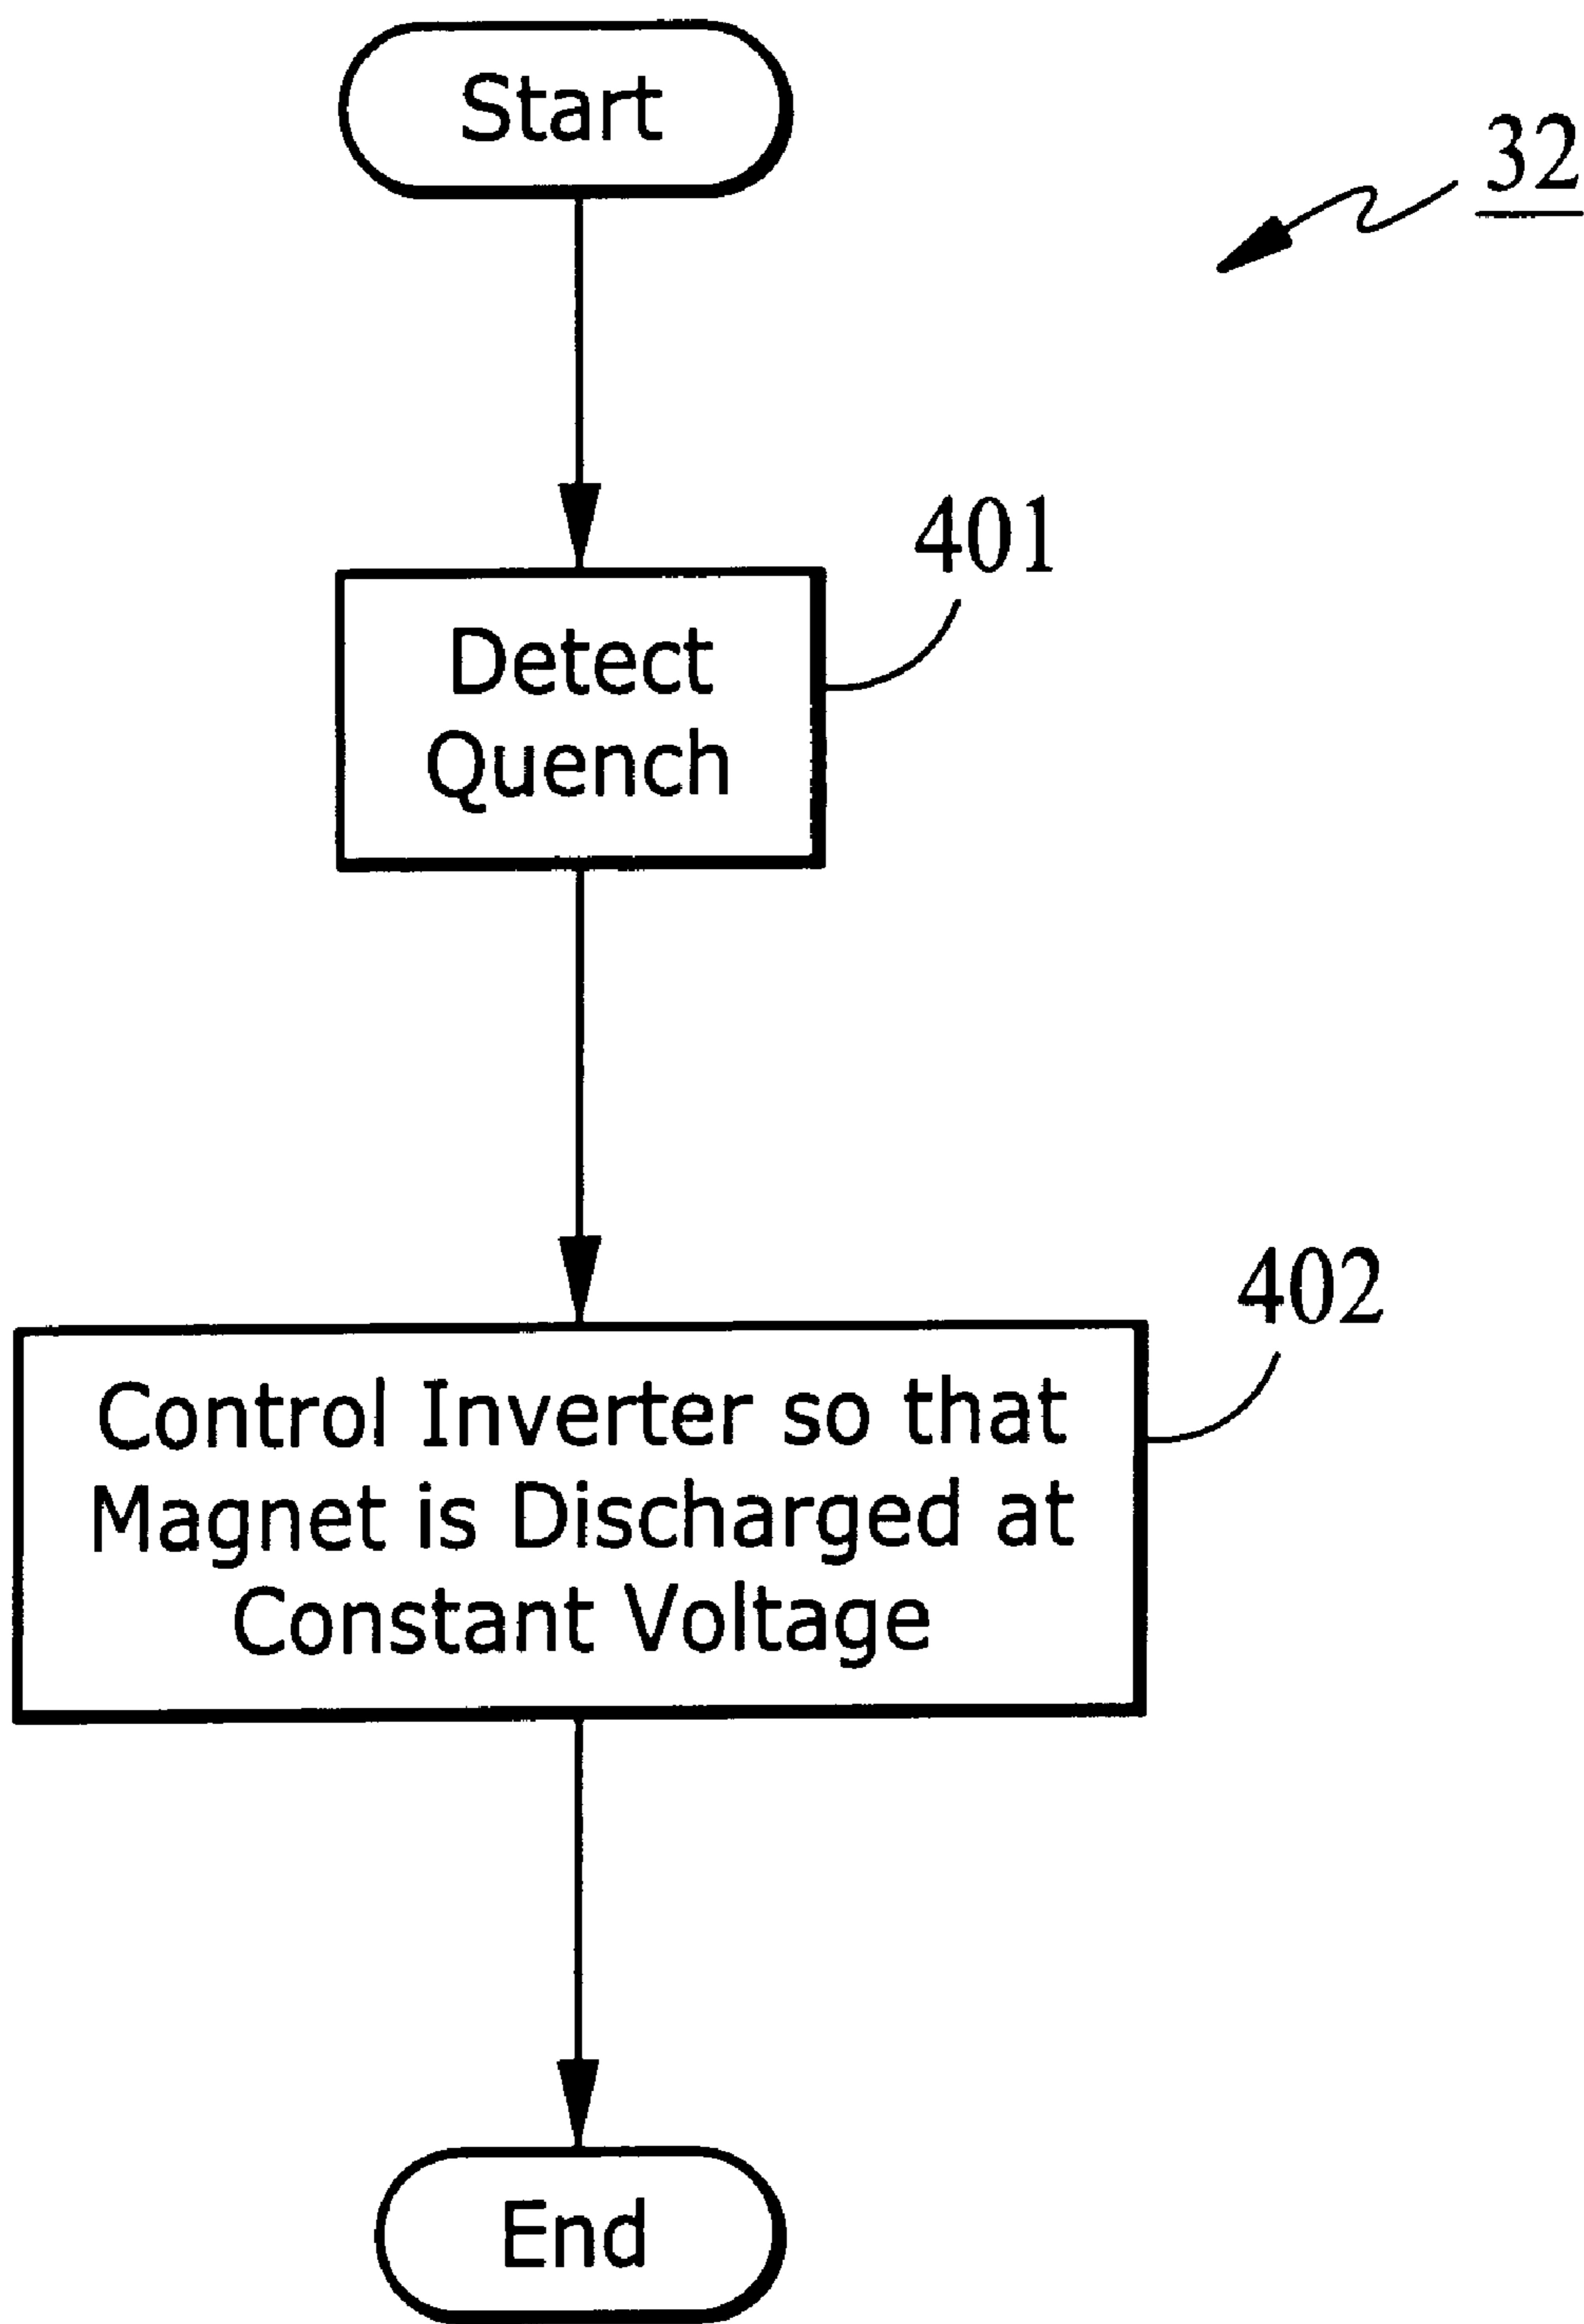 Start
32
401
Detect
Quench
402
Control Inverter so that
Magnet is Discharged at
Constant Voltage
End